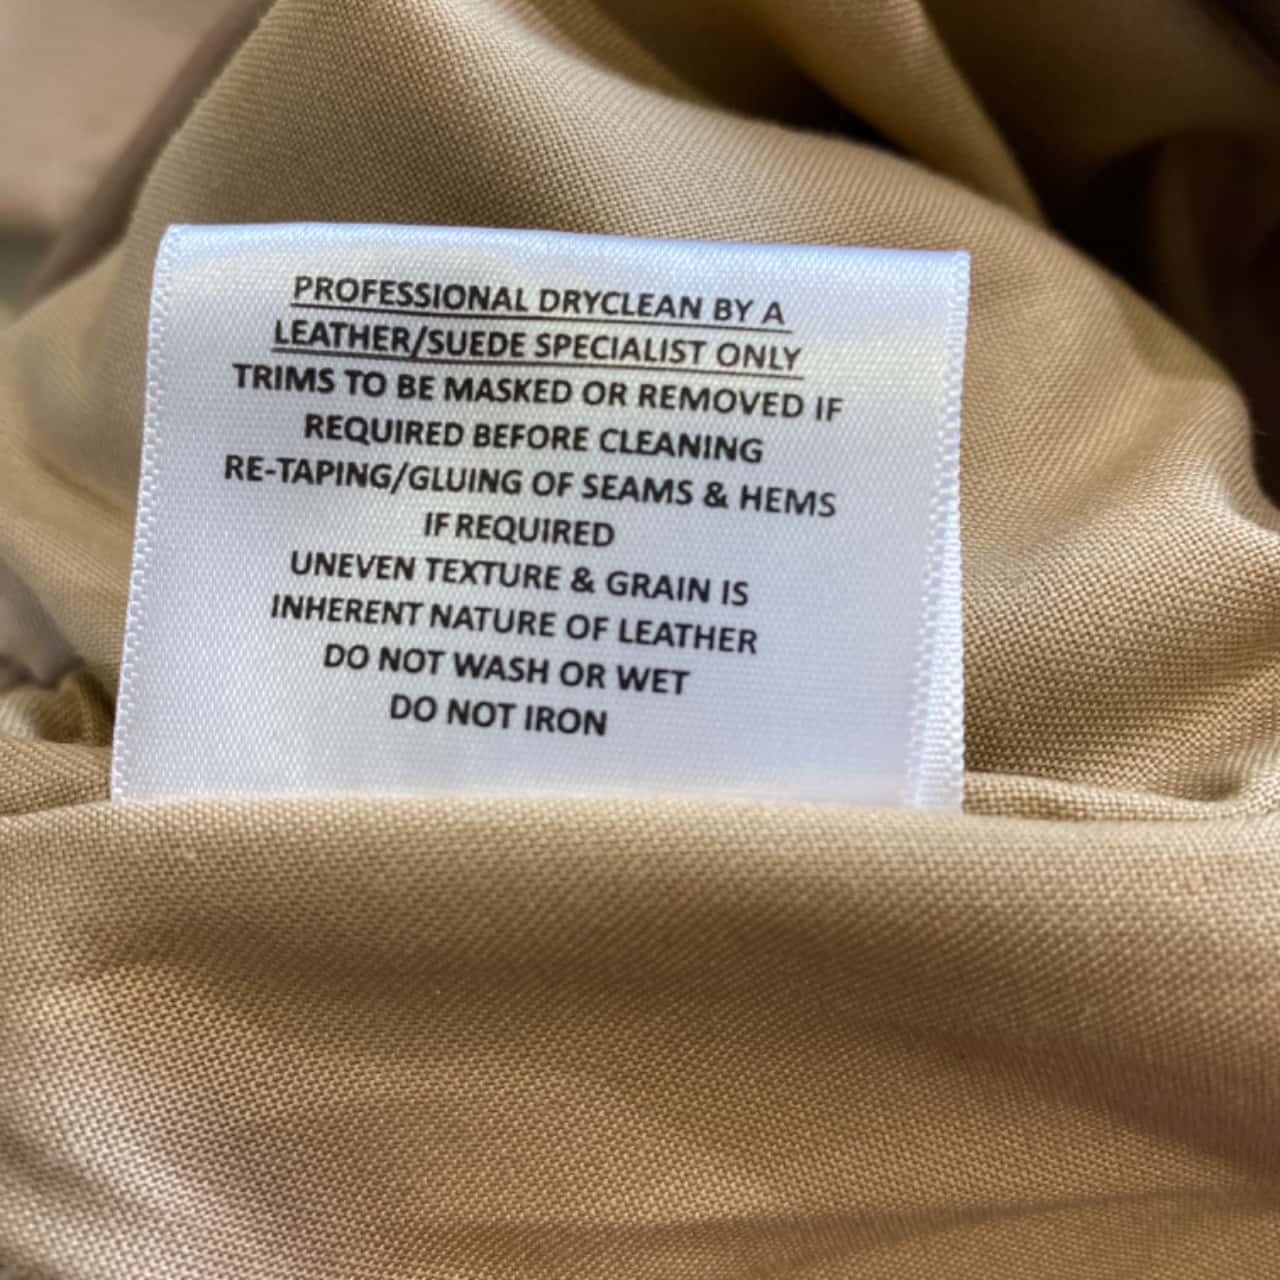 PROFESSIONAL DRYCLEAN BY A
LEATHER/SUEDE SPECIALIST ONLY
TRIMS TO BE MASKED OR REMOVED IF
REQUIRED BEFORE CLEANING
RE-TAPING/GLUING OF SEAMS & HEMS
IF REQUIRED
UNEVEN TEXTURE & GRAIN IS
INHERENT NATURE OF LEATHER
DO NOT WASH OR WET
DO NOT IRON